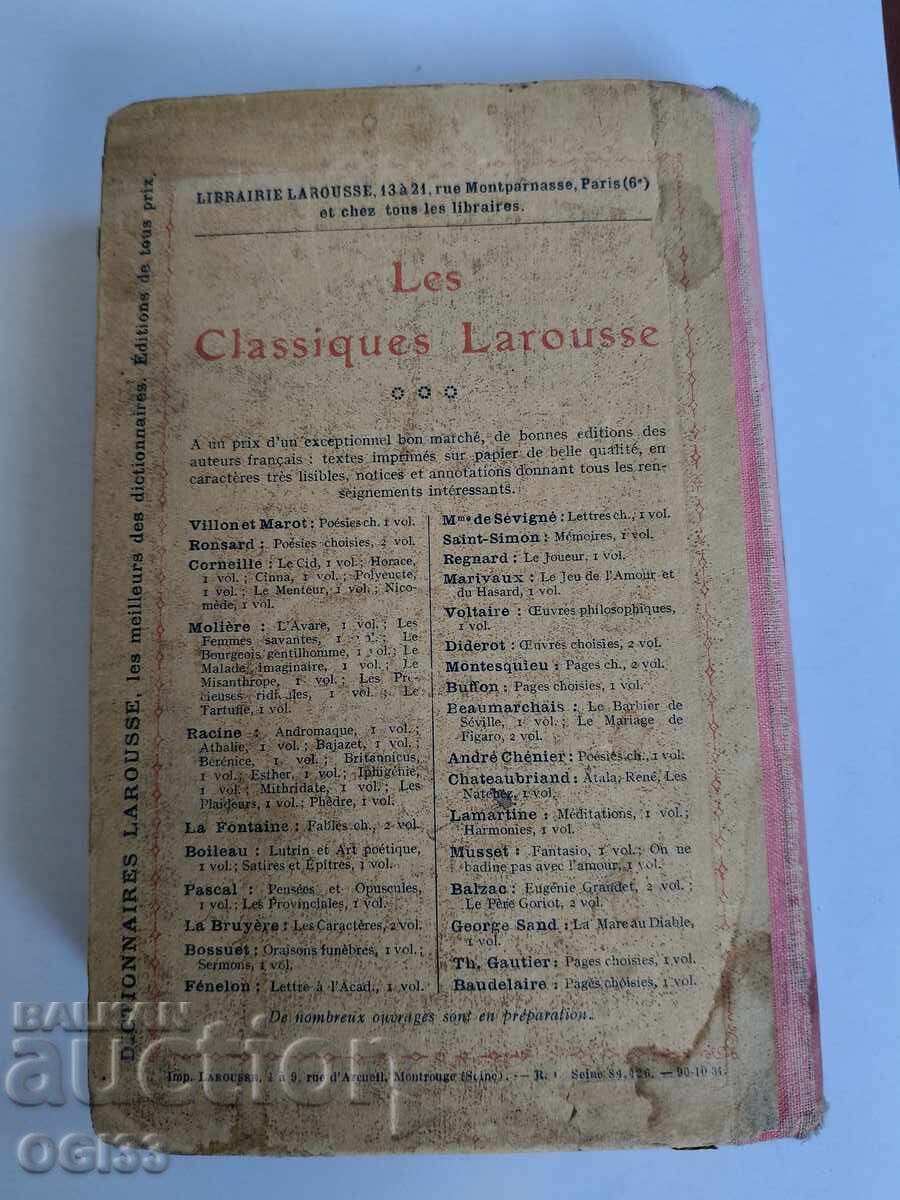 LIBRAIRIE LAROUSSE, 13 à 21, rue Montparnasse, Paris (6e)
et chez tous les libraires.
Les
Classiques Larousse
A un prix d'un exceptionnel bon marché, de bonnes éditions des
auteurs français : textes imprimés sur papier de belle qualité, en
caractères très lisibles, notices et annotations donnant tous les ren-
seignements intéressants.
Villon et Marot : Poésies ch. 1 vol.
Ronsard : Poésies choisies, 2 vol.
Corneille : Le Cid, 1 vol.; Horace,
1 vol.; Cinna, 1 vol.; Polyeucte,
1 vol.; Le Menteur, 1 vol.; Nico-
mède, 1 vol.
Molière : L'Avare, 1 vol.; Les
Femmes savantes, 1 vol.; Le
Bourgeois gentilhomme, 1 vol.; Le
Malade imaginaire, 1 vol.; Le
Misanthrope, 1 vol.; Les Pré-
cieuses ridicules, 1 vol.; Le
Tartuffe, 1 vol.
Racine : Andromaque, 1 vol.;
Athalie, 1 vol.; Bajazet, 1 vol.;
Bérénice, 1 vol.; Britannicus,
1 vol.; Esther, 1 vol.; Iphigénie,
1 vol.; Mithridate, 1 vol.; Les
Plaideurs, 1 vol.; Phèdre, 1 vol.
La Fontaine : Fables ch., 2 vol.
Boileau : Lutrin et Art poétique,
1 vol.; Satires et Épîtres, 1 vol.
Pascal : Pensées et Opuscules,
1 vol.; Les Provinciales, 1 vol.
La Bruyère : Les Caractères, 2 vol.
Bossuet : Oraisons funèbres, 1 vol.;
Sermons, 1 vol.
Fénelon : Lettre à l'Acad., 1 vol.
Mme de Sévigné : Lettres ch., 1 vol.
Saint-Simon : Mémoires, 1 vol.
Regnard : Le Joueur, 1 vol.
Marivaux : Le Jeu de l'Amour et
du Hasard, 1 vol.
Voltaire : Œuvres philosophiques,
1 vol.
Diderot : Œuvres choisies, 2 vol.
Montesquieu : Pages ch., 2 vol.
Buffon : Pages choisies, 1 vol.
Beaumarchais : Le Barbier de
Séville, 1 vol.; Le Mariage de
Figaro, 2 vol.
André Chénier : Poésies ch., 1 vol.
Chateaubriand : Atala, René, Les
Natchez, 1 vol.
Lamartine : Méditations, 1 vol.;
Harmonies, 1 vol.
Musset : Fantasio, 1 vol.; On ne
badine pas avec l'amour, 1 vol.
Balzac : Eugénie Grandet, 2 vol.;
Le Père Goriot, 2 vol.
George Sand : La Mare au Diable,
1 vol.
Th. Gautier : Pages choisies, 1 vol.
Baudelaire : Pages choisies, 1 vol.
De nombreux ouvrages sont en préparation.
Imp. LAROUSSE, 1 à 9, rue d'Arcueil, Montrouge (Seine). — R. Seine 84.426. — 90-10-31
DICTIONNAIRES LAROUSSE, les meilleurs des dictionnaires. Éditions de tous prix.
BALKAN
auction
OGI33